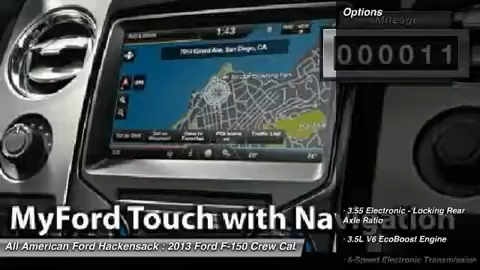 Options
Mileage
000011
1:43
7014 Girard Ave, San Diego, CA
MyFord Touch with Navigation
3.55 Electronic - Locking Rear
Axle Ratio
3.5L V6 EcoBoost Engine
6-Speed Electronic Transmission
All American Ford Hackensack : 2013 Ford F-150 Crew Cab